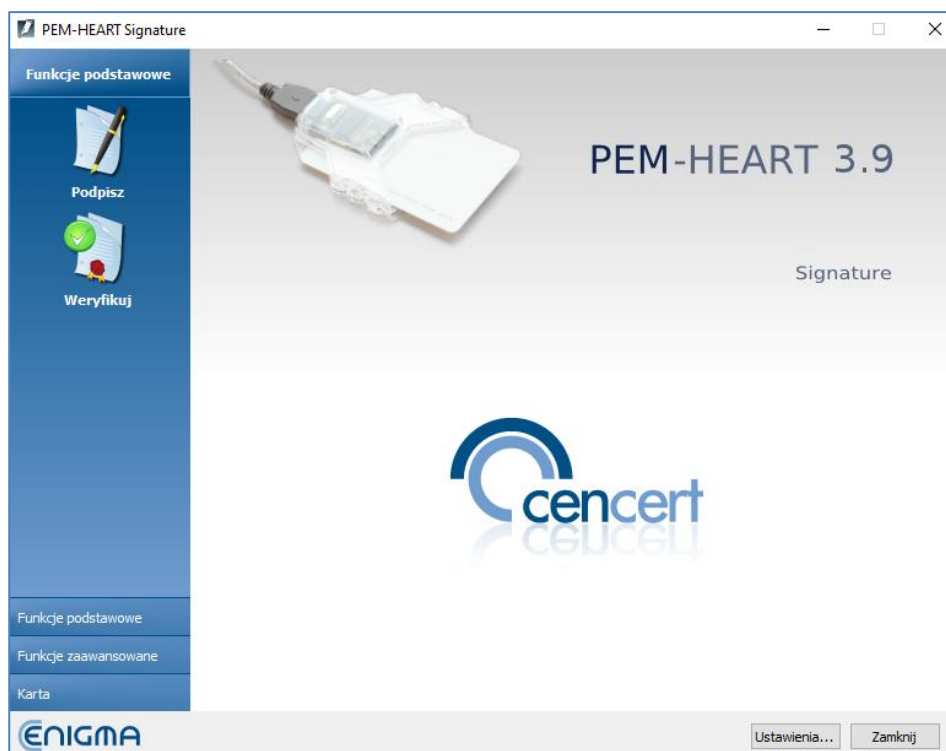 PEM-HEART Signature
Funkcje podstawowe
Podpisz
Weryfikuj
PEM-HEART 3.9
Signature
cencert
Funkcje podstawowe
Funkcje zaawansowane
Karta
ENIGMA
Ustawienia...
Zamknij